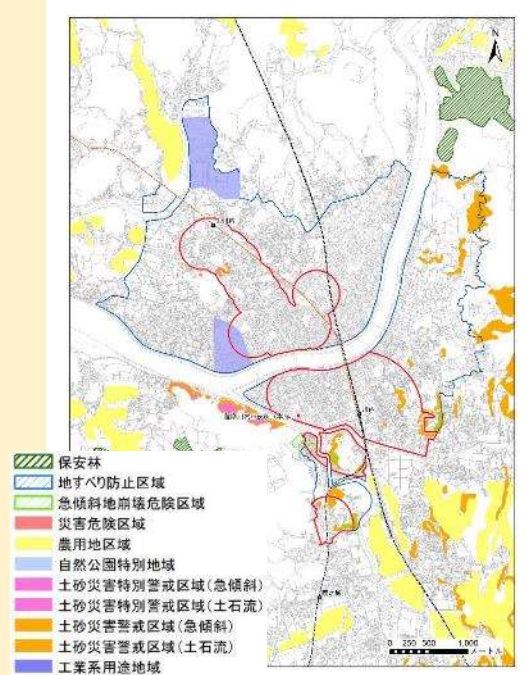 N
保安林
地すべり防止区域
急傾斜地崩壊危険区域
災害危険区域
農用地区域
自然公園特別地域
土砂災害特別警戒区域(急傾斜)
土砂災害特別警戒区域(土石流)
土砂災害警戒区域(急傾斜)
土砂災害警戒区域(土石流)
工業系用途地域
0 250 500 1,000
メートル